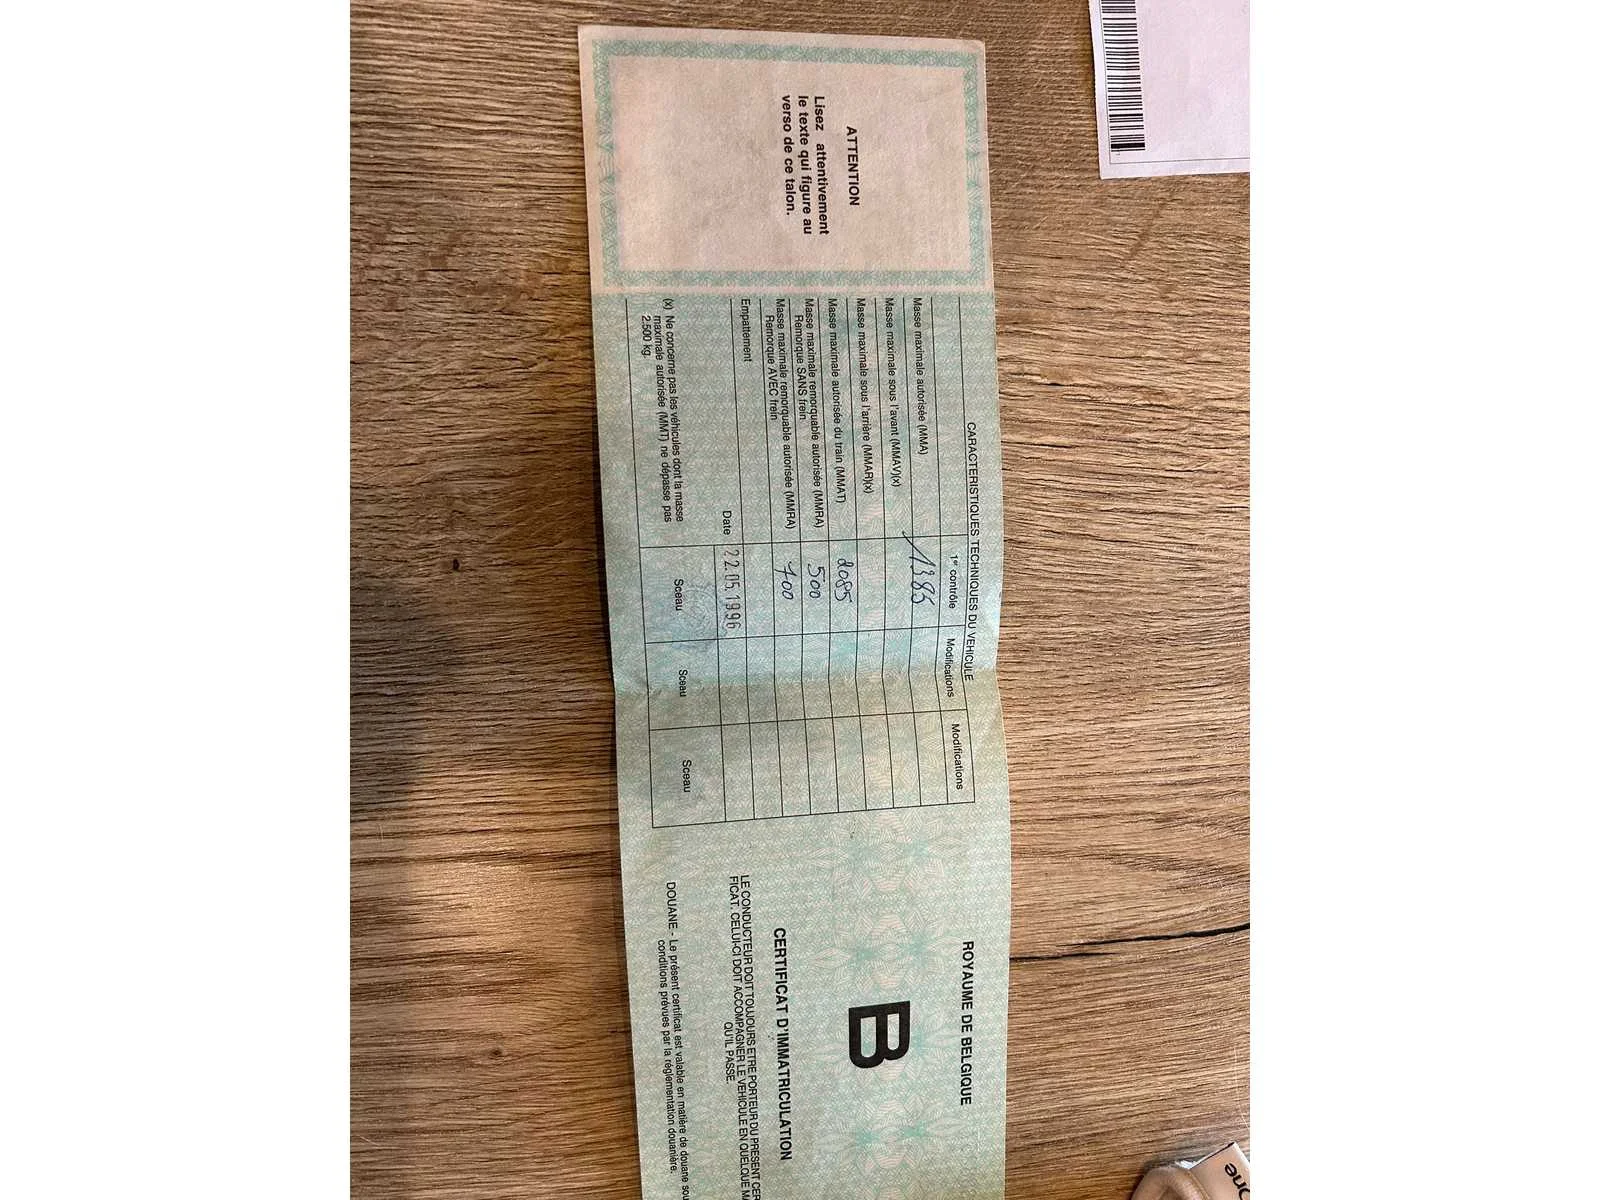 ATTENTION
Lisez attentivement
le texte qui figure au
verso de ce talon.
CARACTERISTIQUES TECHNIQUES DU VEHICULE
1er contrôle
Modifications
Modifications
Masse maximale autorisée (MMA)
1385
Masse maximale sous l'avant (MMAV)(x)
Masse maximale sous l'arrière (MMAR)(x)
Masse maximale autorisée du train (MMAT)
2085
Masse maximale remorquable autorisée (MMRA)
Remorque SANS frein
500
Masse maximale remorquable autorisée (MMRA)
Remorque AVEC frein
700
Empattement
Date
22.05.1996
(x) Ne concerne pas les véhicules dont la masse
maximale autorisée (MMT) ne dépasse pas
2.500 kg.
Sceau
Sceau
Sceau
ROYAUME DE BELGIQUE
B
CERTIFICAT D'IMMATRICULATION
LE CONDUCTEUR DOIT TOUJOURS ETRE PORTEUR DU PRESENT CER
FICAT. CELUI-CI DOIT ACCOMPAGNER LE VEHICULE EN QUELQUE MA
QU'IL PASSE.
DOUANE - Le présent certificat est valable en matière de douane sou
conditions prévues par la réglementation douanière.
one